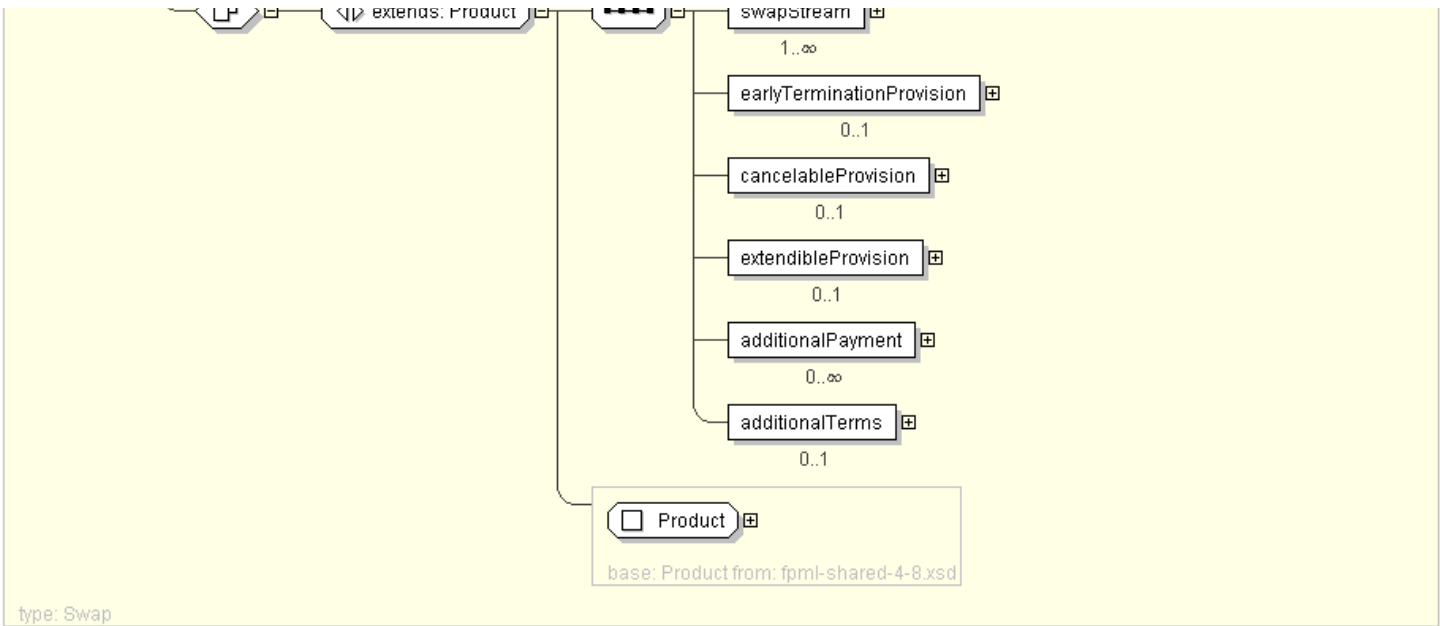 extends: Product
swapStream
1..∞
earlyTerminationProvision
0..1
cancelableProvision
0..1
extendibleProvision
0..1
additionalPayment
0..∞
additionalTerms
0..1
Product
base: Product from: fpml-shared-4-8.xsd
type: Swap